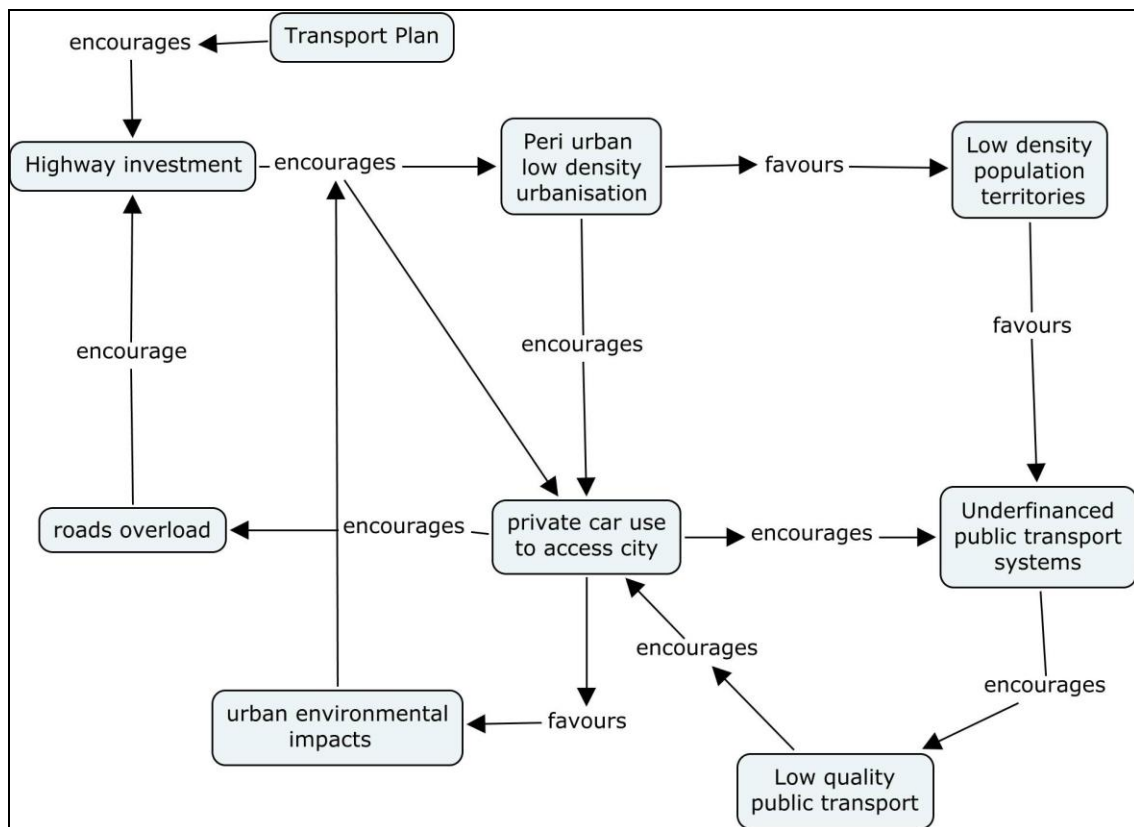 encourages
Transport Plan
Highway investment
encourages
Peri urban
low density
urbanisation
favours
Low density
population
territories
encourage
encourages
favours
roads overload
encourages
private car use
to access city
encourages
Underfinanced
public transport
systems
encourages
encourages
urban environmental
impacts
favours
Low quality
public transport